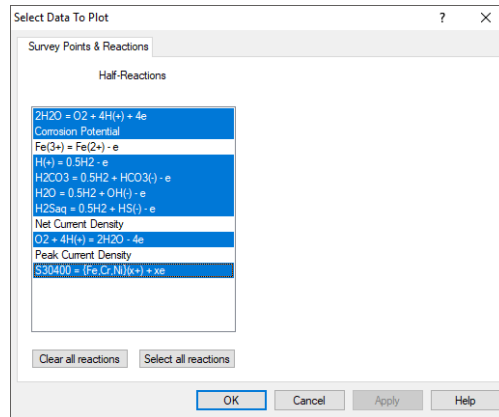 Select Data To Plot
?
Survey Points & Reactions
Half-Reactions
2H2O = O2 + 4H(+) + 4e
Corrosion Potential
Fe(3+) = Fe(2+) - e
H(+) = 0.5H2 - e
H2CO3 = 0.5H2 + HCO3(-) - e
H2O = 0.5H2 + OH(-) - e
H2Saq = 0.5H2 + HS(-) - e
Net Current Density
O2 + 4H(+) = 2H2O - 4e
Peak Current Density
S30400 = {Fe,Cr,Ni}(x+) + xe
Clear all reactions Select all reactions
OK Cancel Apply Help